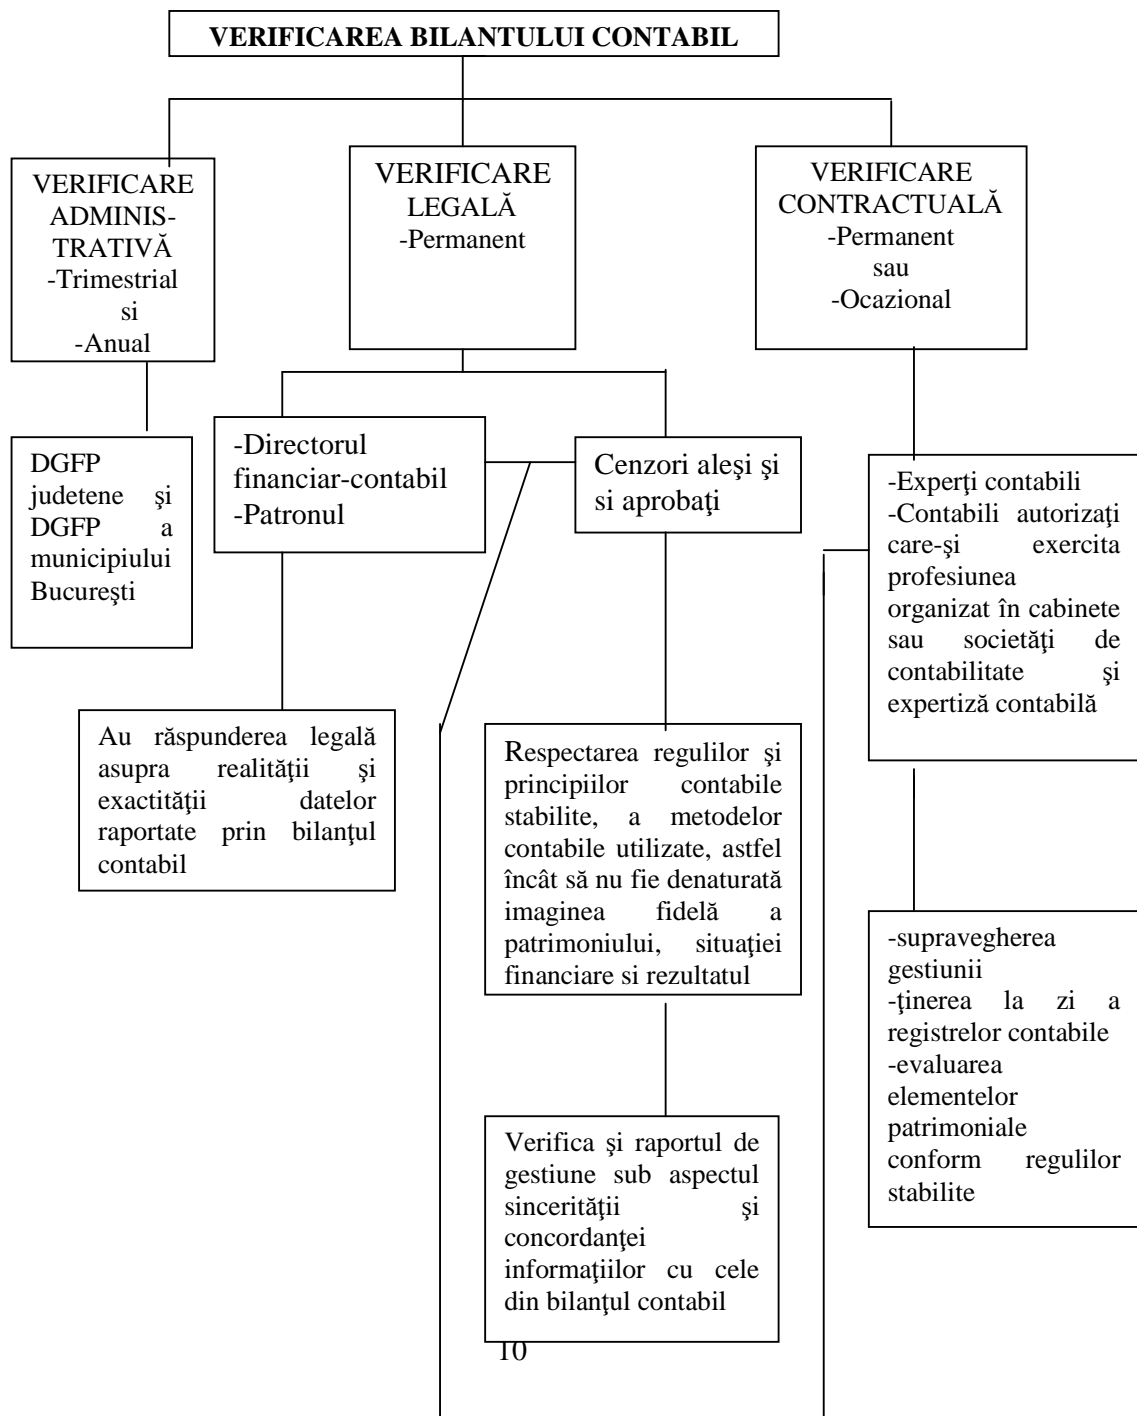 VERIFICAREA BILANTULUI CONTABIL
VERIFICARE
ADMINIS-
TRATIVĂ
-Trimestrial
si
-Anual
VERIFICARE
LEGALĂ
-Permanent
VERIFICARE
CONTRACTUALĂ
-Permanent
sau
-Ocazional
DGFP
judetene şi
DGFP a
municipiului
Bucureşti
-Directorul
financiar-contabil
-Patronul
Cenzori aleşi şi
si aprobaţi
-Experţi contabili
-Contabili autorizaţi
care-şi exercita
profesiunea
organizat în cabinete
sau societăţi de
contabilitate şi
expertiză contabilă
Au răspunderea legală
asupra realităţii şi
exactităţii datelor
raportate prin bilanţul
contabil
Respectarea regulilor şi
principiilor contabile
stabilite, a metodelor
contabile utilizate, astfel
încât să nu fie denaturată
imaginea fidelă a
patrimoniului, situaţiei
financiare si rezultatul
-supravegherea
gestiunii
-ţinerea la zi a
registrelor contabile
-evaluarea
elementelor
patrimoniale
conform regulilor
stabilite
Verifica şi raportul de
gestiune sub aspectul
sincerităţii şi
concordanţei
informaţiilor cu cele
din bilanţul contabil
10